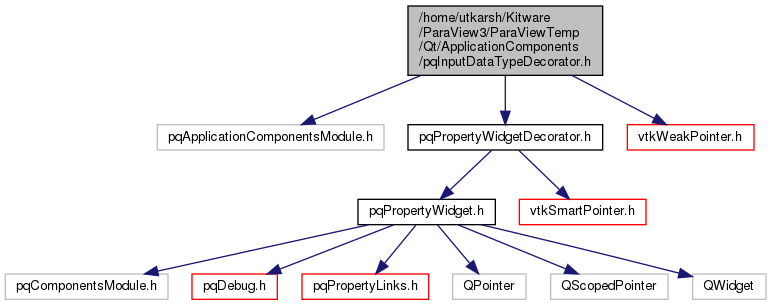 /home/utkarsh/Kitware
/ParaView3/ParaViewTemp
/Qt/ApplicationComponents
/pqInputDataTypeDecorator.h
pqApplicationComponentsModule.h
pqPropertyWidgetDecorator.h
vtkWeakPointer.h
pqPropertyWidget.h
vtkSmartPointer.h
pqComponentsModule.h
pqDebug.h
pqPropertyLinks.h
QPointer
QScopedPointer
QWidget